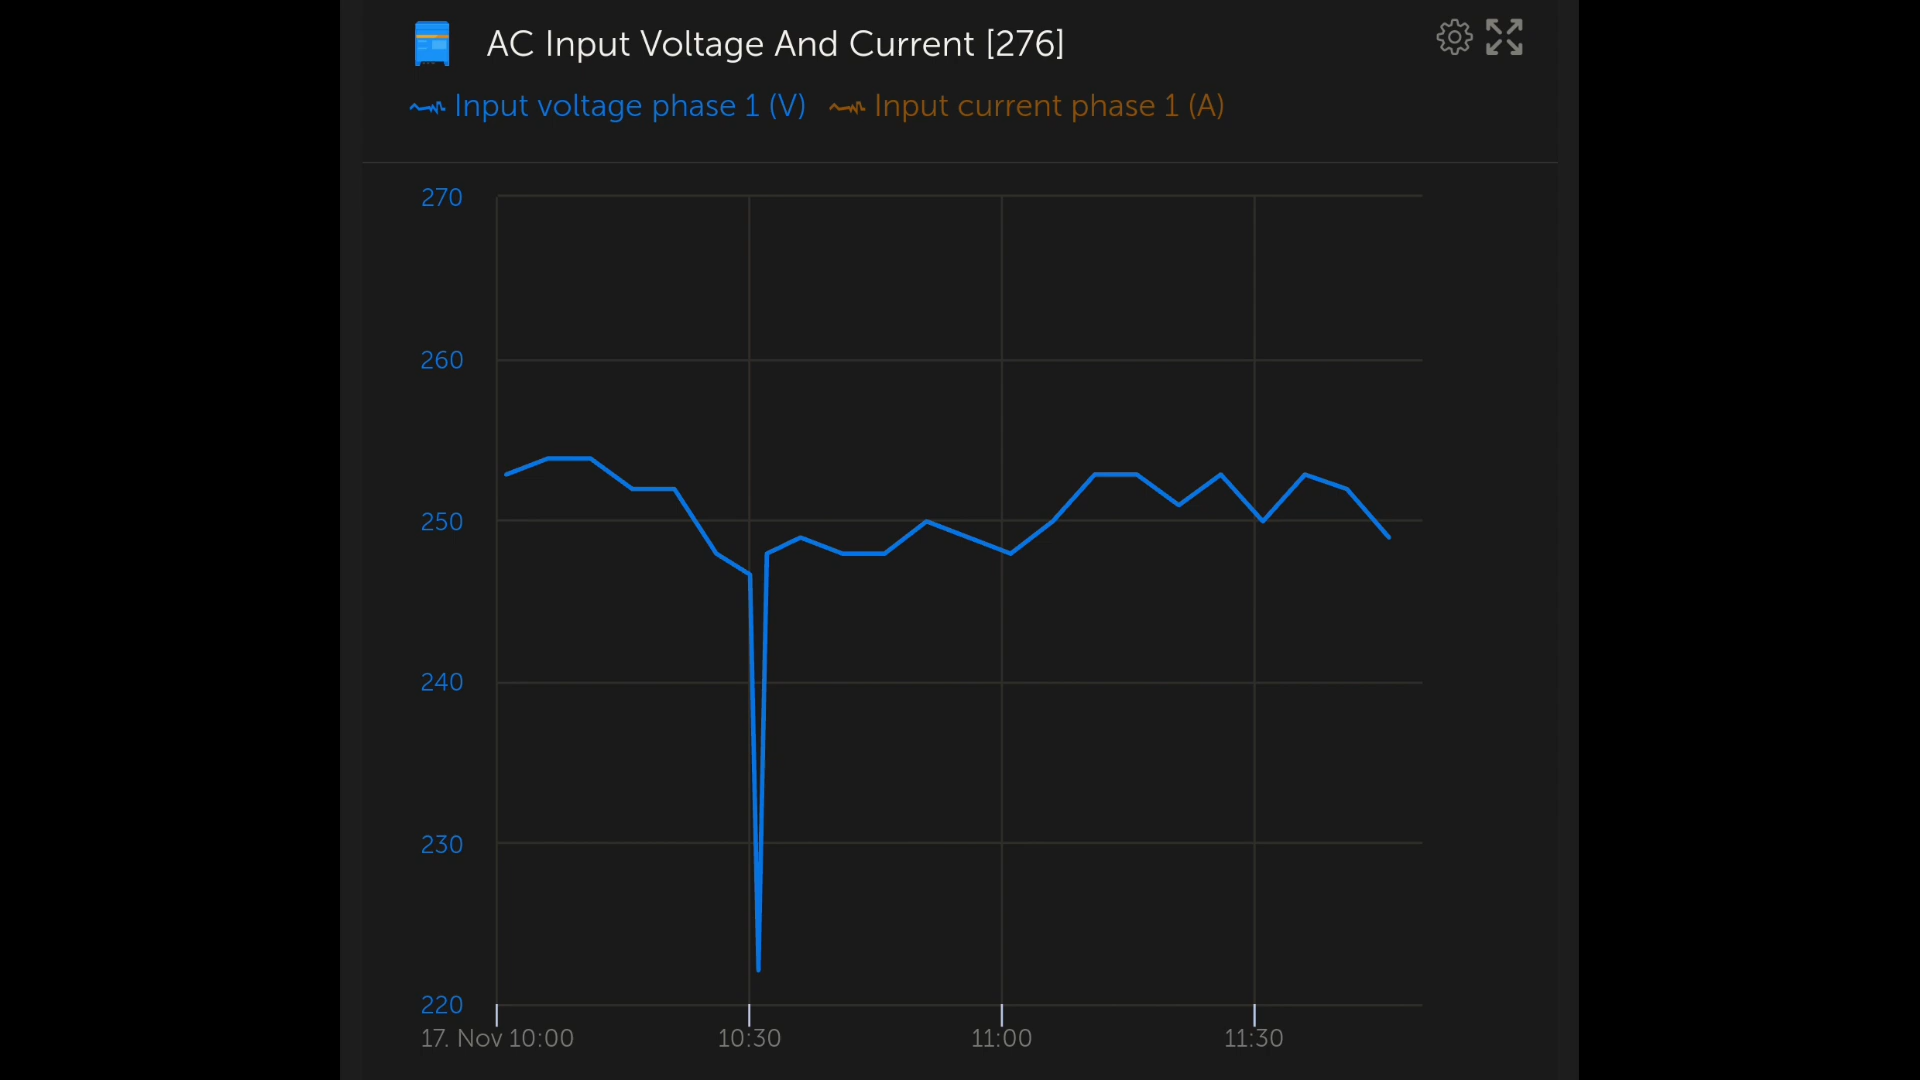 AC Input Voltage And Current [276]
Input voltage phase 1 (V) Input current phase 1 (A)
270
260
250
240
230
220
17. Nov 10:00 10:30 11:00 11:30